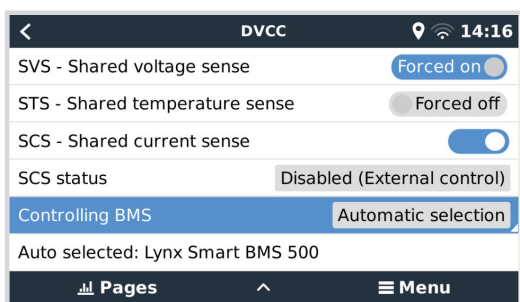 DVCC 14:16
SVS - Shared voltage sense Forced on
STS - Shared temperature sense Forced off
SCS - Shared current sense
SCS status Disabled (External control)
Controlling BMS Automatic selection
Auto selected: Lynx Smart BMS 500
Pages Menu